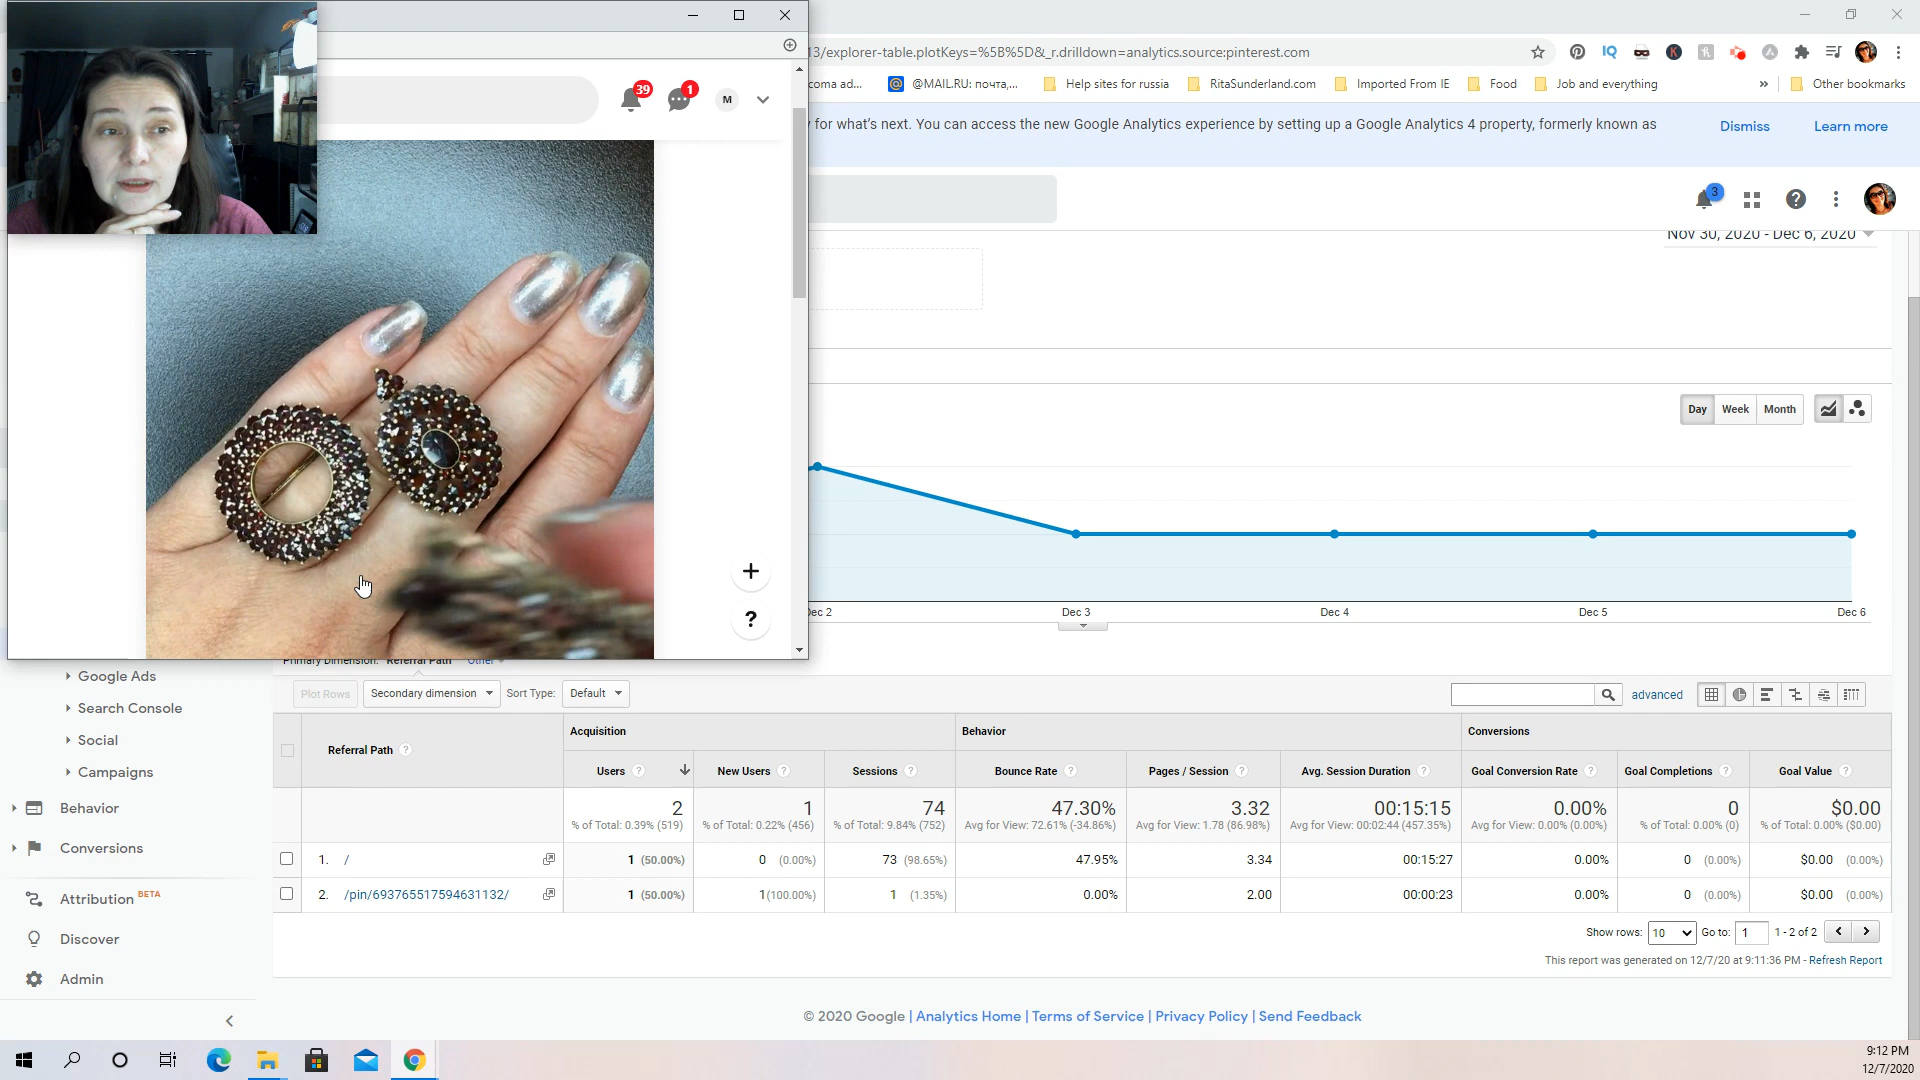 13/explorer-table.plotKeys=%5B%5D&_r.drilldown=analytics.source:pinterest.com
coma ad...
@MAIL.RU: почта,...
Help sites for russia
RitaSunderland.com
Imported From IE
Food
Job and everything
»
Other bookmarks
39
1
M
for what's next. You can access the new Google Analytics experience by setting up a Google Analytics 4 property, formerly known as
Dismiss
Learn more
3
Nov 30, 2020 - Dec 6, 2020
Day
Week
Month
+
?
Dec 2
Dec 3
Dec 4
Dec 5
Dec 6
Primary Dimension: Referral Path Other
Google Ads
Search Console
Social
Campaigns
Behavior
Conversions
Attribution BETA
Discover
Admin
Plot Rows
Secondary dimension
Sort Type:
Default
advanced
Referral Path ?
Acquisition
Behavior
Conversions
Users ?
New Users ?
Sessions ?
Bounce Rate ?
Pages / Session ?
Avg. Session Duration ?
Goal Conversion Rate ?
Goal Completions ?
Goal Value ?
2
% of Total: 0.39% (519)
1
% of Total: 0.22% (456)
74
% of Total: 9.84% (752)
47.30%
Avg for View: 72.61% (-34.86%)
3.32
Avg for View: 1.78 (86.98%)
00:15:15
Avg for View: 00:02:44 (457.35%)
0.00%
Avg for View: 0.00% (0.00%)
0
% of Total: 0.00% (0)
$0.00
% of Total: 0.00% ($0.00)
1. / 1 (50.00%) 0 (0.00%) 73 (98.65%) 47.95% 3.34 00:15:27 0.00% 0 (0.00%) $0.00 (0.00%)
2. /pin/693765517594631132/ 1 (50.00%) 1(100.00%) 1 (1.35%) 0.00% 2.00 00:00:23 0.00% 0 (0.00%) $0.00 (0.00%)
Show rows: 10 Go to: 1 1 - 2 of 2
This report was generated on 12/7/20 at 9:11:36 PM - Refresh Report
© 2020 Google | Analytics Home | Terms of Service | Privacy Policy | Send Feedback
9:12 PM
12/7/2020